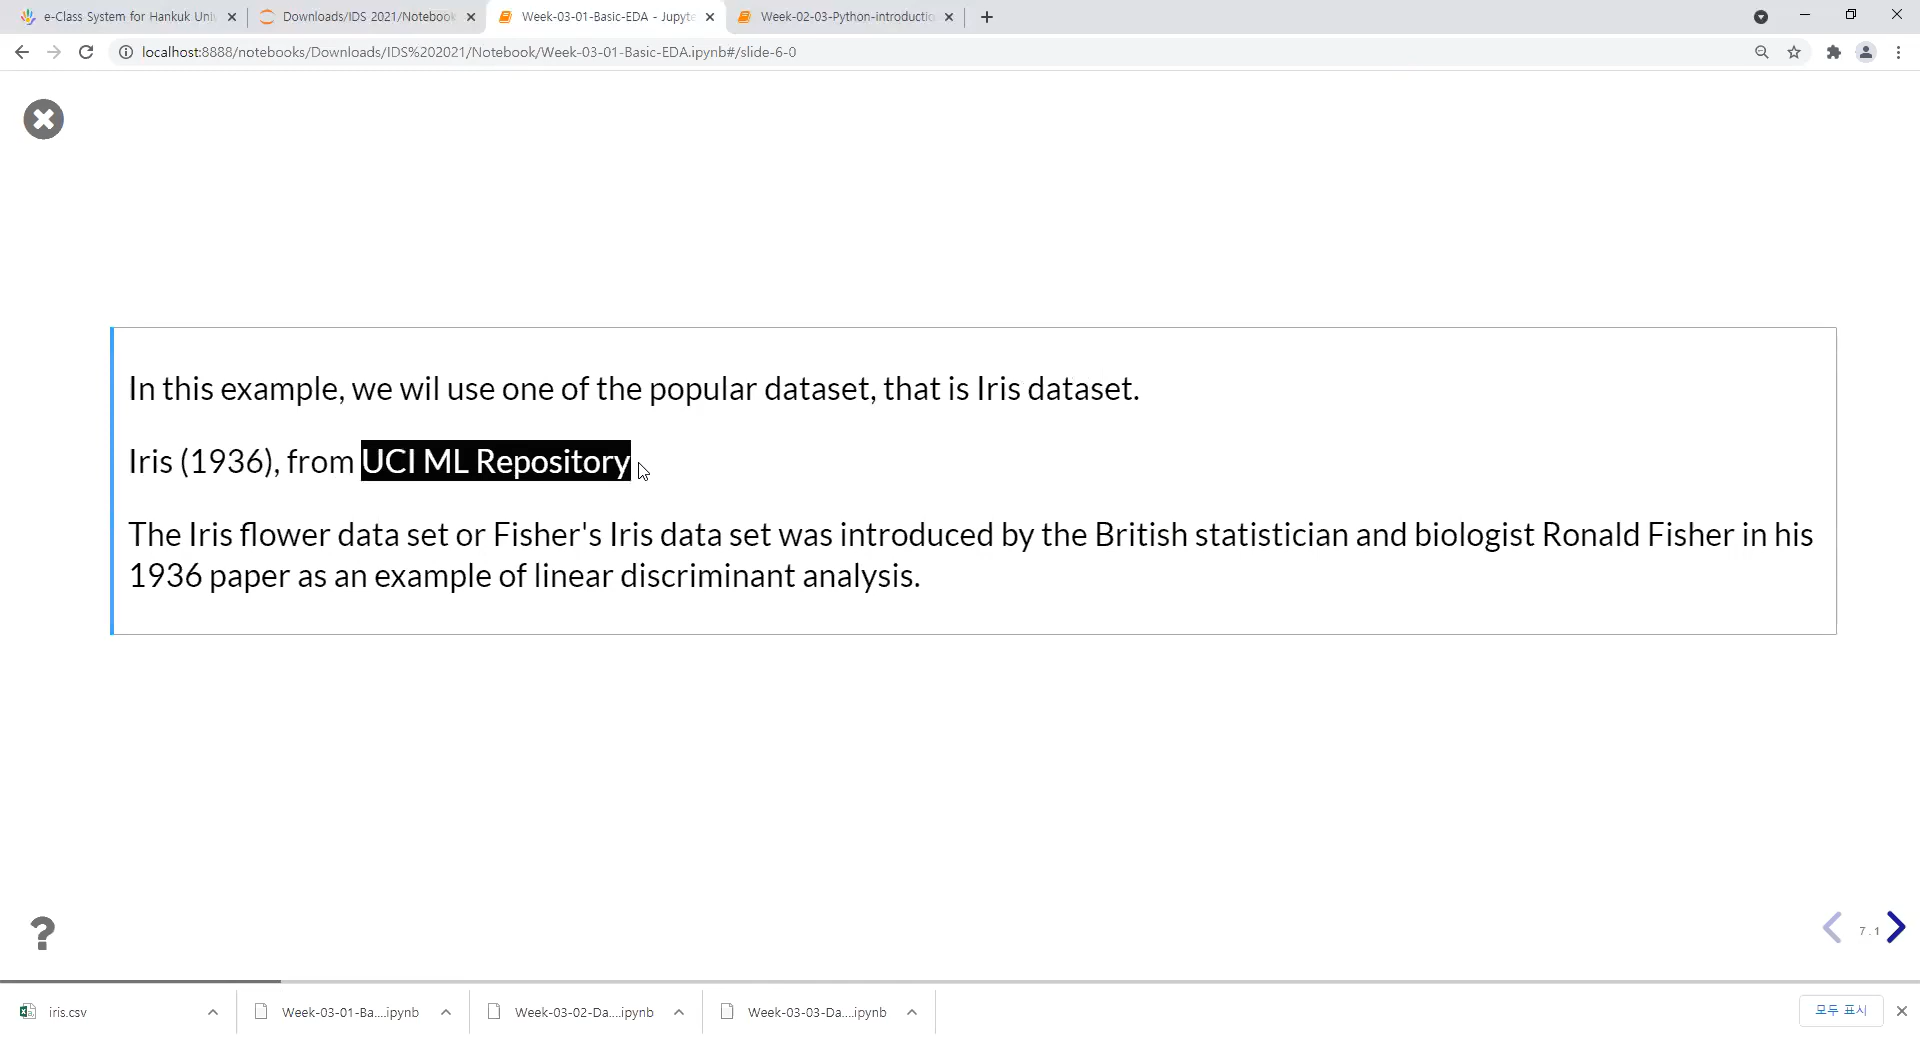 e-Class System for Hankuk Uni
Downloads/IDS 2021/Notebook
Week-03-01-Basic-EDA - Jupyte
Week-02-03-Python-introductio
localhost:8888/notebooks/Downloads/IDS%202021/Notebook/Week-03-01-Basic-EDA.ipynb#/slide-6-0
In this example, we wil use one of the popular dataset, that is Iris dataset.
Iris (1936), from UCI ML Repository
The Iris flower data set or Fisher's Iris data set was introduced by the British statistician and biologist Ronald Fisher in his
1936 paper as an example of linear discriminant analysis.
?
7.1
iris.csv
Week-03-01-Ba....ipynb
Week-03-02-Da....ipynb
Week-03-03-Da....ipynb
모두 표시